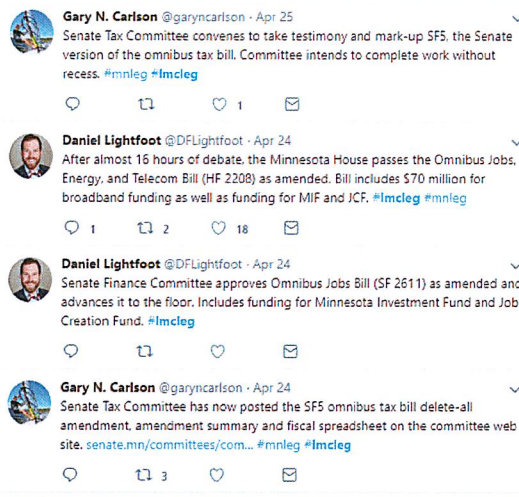 Gary N. Carlson @garyncarlson · Apr 25
Senate Tax Committee convenes to take testimony and mark-up SF5, the Senate
version of the omnibus tax bill. Committee intends to complete work without
recess. #mnleg #lmcleg
1
Daniel Lightfoot @DFLightfoot · Apr 24
After almost 16 hours of debate, the Minnesota House passes the Omnibus Jobs,
Energy, and Telecom Bill (HF 2208) as amended. Bill includes $70 million for
broadband funding as well as funding for MIF and JCF. #lmcleg #mnleg
1 2 18
Daniel Lightfoot @DFLightfoot · Apr 24
Senate Finance Committee approves Omnibus Jobs Bill (SF 2611) as amended and
advances it to the floor. Includes funding for Minnesota Investment Fund and Job
Creation Fund. #lmcleg
Gary N. Carlson @garyncarlson · Apr 24
Senate Tax Committee has now posted the SF5 omnibus tax bill delete-all
amendment, amendment summary and fiscal spreadsheet on the committee web
site. senate.mn/committees/com... #mnleg #lmcleg
3